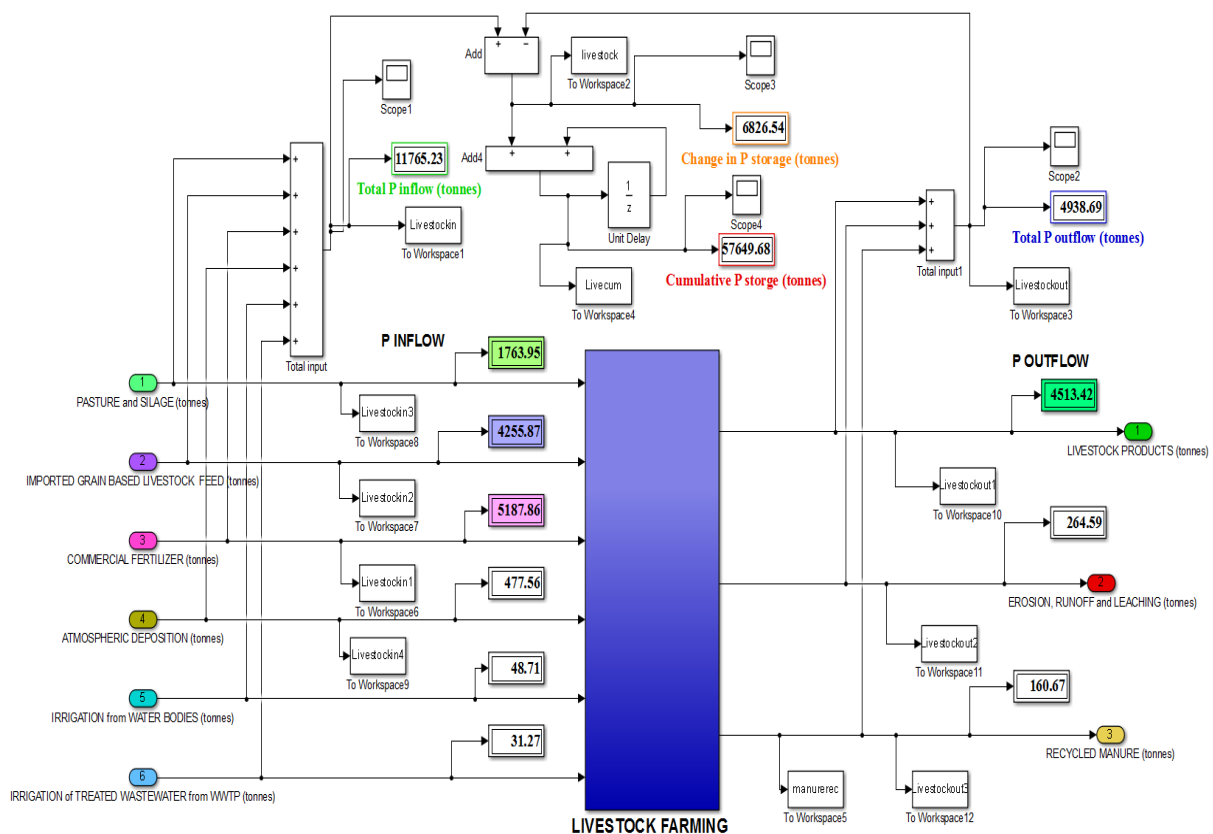 Add
+ −
livestock
To Workspace2
Scope3
Scope1
6826.54
Change in P storage (tonnes)
Add4
+ +
1
z
Unit Delay
Scope4
57649.68
Cumulative P storge (tonnes)
Livecum
To Workspace4
11765.23
Total P inflow (tonnes)
Livestockin
To Workspace1
+
+
+
+
+
+
Total input
Scope2
4938.69
Total P outflow (tonnes)
+
+
+
Total input1
Livestockout
To Workspace3
P INFLOW
P OUTFLOW
1
PASTURE and SILAGE (tonnes)
1763.95
Livestockin3
To Workspace8
2
IMPORTED GRAIN BASED LIVESTOCK FEED (tonnes)
4255.87
Livestockin2
To Workspace7
3
COMMERCIAL FERTILIZER (tonnes)
5187.86
Livestockin1
To Workspace6
4
ATMOSPHERIC DEPOSITION (tonnes)
477.56
Livestockin4
To Workspace9
5
IRRIGATION from WATER BODIES (tonnes)
48.71
6
IRRIGATION of TREATED WASTEWATER from WWTP (tonnes)
31.27
LIVESTOCK FARMING
4513.42
1
LIVESTOCK PRODUCTS (tonnes)
Livestockout1
To Workspace10
264.59
2
EROSION, RUNOFF and LEACHING (tonnes)
Livestockout2
To Workspace11
160.67
3
RECYCLED MANURE (tonnes)
manurerec
To Workspace5
Livestockout3
To Workspace12